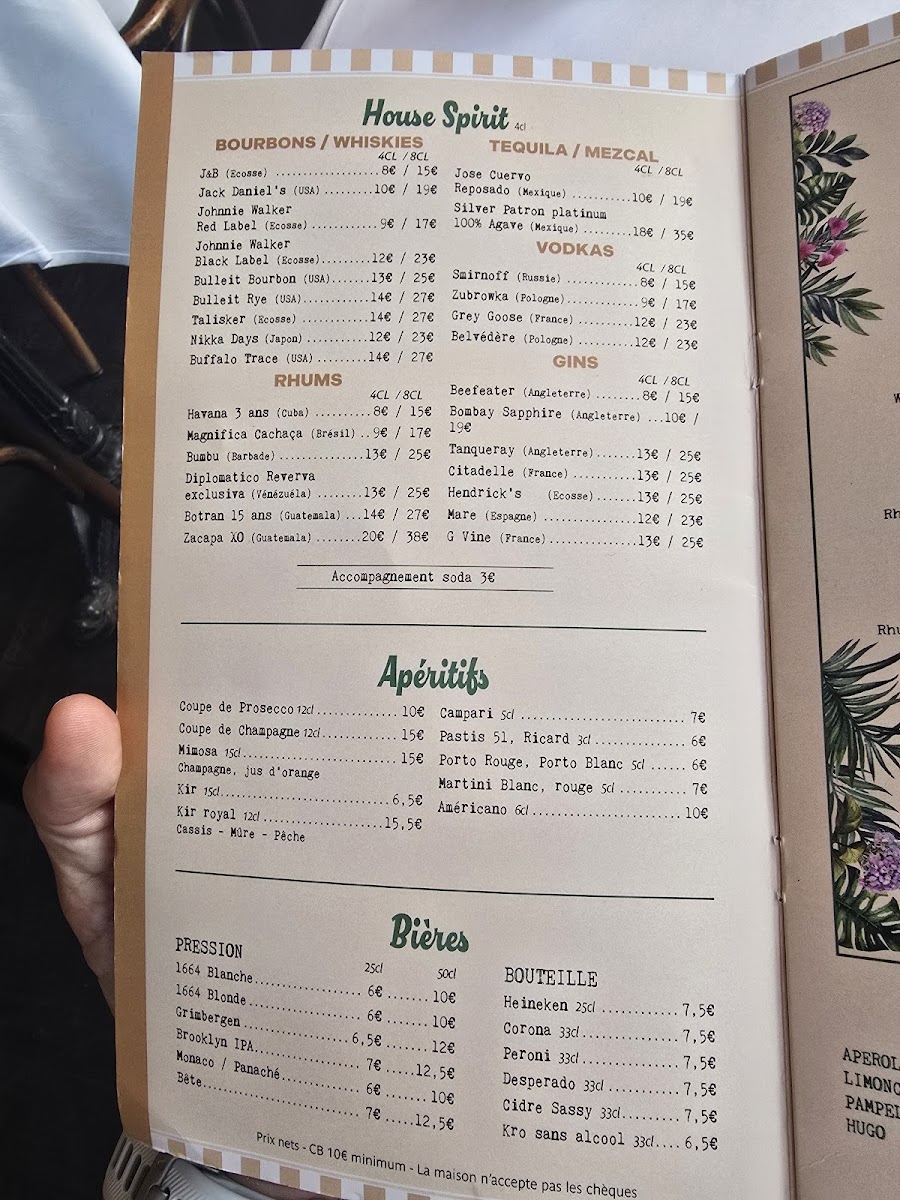 House Spirit 4cl
BOURBONS / WHISKIES
4CL / 8CL
J&B (Ecosse) ..................8€ / 15€
Jack Daniel's (USA) .........10€ / 19€
Johnnie Walker
Red Label (Ecosse) ............9€ / 17€
Johnnie Walker
Black Label (Ecosse).........12€ / 23€
Bulleit Bourbon (USA).......13€ / 25€
Bulleit Rye (USA)............14€ / 27€
Talisker (Ecosse) ............14€ / 27€
Nikka Days (Japon) ...........12€ / 23€
Buffalo Trace (USA) .........14€ / 27€
RHUMS
4CL / 8CL
Havana 3 ans (Cuba) ..........8€ / 15€
Magnifica Cachaça (Brésil) ..9€ / 17€
Bumbu (Barbade) ...............13€ / 25€
Diplomatico Reverva
exclusiva (Vénézuéla) ........13€ / 25€
Botran 15 ans (Guatemala) ...14€ / 27€
Zacapa XO (Guatemala) ........20€ / 38€
TEQUILA / MEZCAL
4CL / 8CL
Jose Cuervo
Reposado (Mexique) ...........10€ / 19€
Silver Patron platinum
100% Agave (Mexique) .........18€ / 35€
VODKAS
4CL / 8CL
Smirnoff (Russie) .............8€ / 15€
Zubrowka (Pologne).............9€ / 17€
Grey Goose (France) ..........12€ / 23€
Belvédère (Pologne) ..........12€ / 23€
GINS
4CL / 8CL
Beefeater (Angleterre) ........8€ / 15€
Bombay Sapphire (Angleterre) ...10€ /
19€
Tanqueray (Angleterre).......13€ / 25€
Citadelle (France) ...........13€ / 25€
Hendrick's (Ecosse).......13€ / 25€
Mare (Espagne) ................12€ / 23€
G Vine (France)...............13€ / 25€
Accompagnement soda 3€
Apéritifs
Coupe de Prosecco 12cl ............. 10€
Coupe de Champagne 12cl............ 15€
Mimosa 15cl......................... 15€
Champagne, jus d'orange
Kir 15cl........................... 6,5€
Kir royal 12cl ...................15,5€
Cassis - Mûre - Pêche
Campari 5cl ........................ 7€
Pastis 51, Ricard 3cl .............. 6€
Porto Rouge, Porto Blanc 5cl ...... 6€
Martini Blanc, rouge 5cl .......... 7€
Américano 6cl ...................... 10€
Bières
PRESSION
25cl 50cl
1664 Blanche.................. 6€ ....... 10€
1664 Blonde................... 6€ ....... 10€
Grimbergen .................. 6,5€ ....... 12€
Brooklyn IPA.................. 7€ .....12,5€
Monaco / Panaché.............. 6€ ....... 10€
Bête.......................... 7€ .....12,5€
BOUTEILLE
Heineken 25cl ............ 7,5€
Corona 33cl............... 7,5€
Peroni 33cl............... 7,5€
Desperado 33cl ........... 7,5€
Cidre Sassy 33cl......... 7,5€
Kro sans alcool 33cl.... 6,5€
Prix nets - CB 10€ minimum - La maison n'accepte pas les chèques
APEROL
HUGO